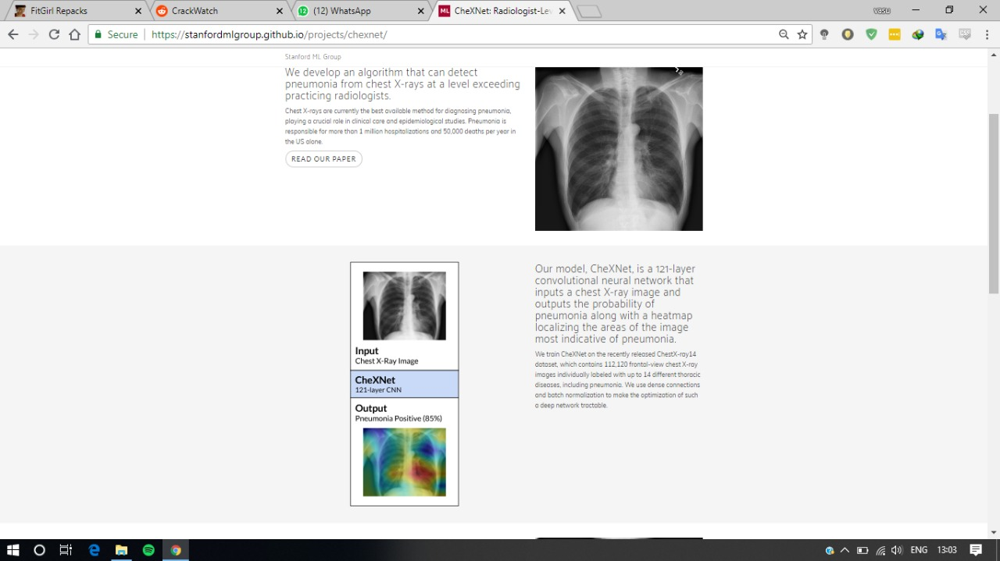 FitGirl Repacks
CrackWatch
12
(12) WhatsApp
ML
CheXNet: Radiologist-Lev
vasu
Secure
https://stanfordmlgroup.github.io/projects/chexnet/
Stanford ML Group
We develop an algorithm that can detect
pneumonia from chest X-rays at a level exceeding
practicing radiologists.
Chest X-rays are currently the best available method for diagnosing pneumonia,
playing a crucial role in clinical care and epidemiological studies. Pneumonia is
responsible for more than 1 million hospitalizations and 50,000 deaths per year in
the US alone.
READ OUR PAPER
Input
Chest X-Ray Image
CheXNet
121-layer CNN
Output
Pneumonia Positive (85%)
Our model, CheXNet, is a 121-layer
convolutional neural network that
inputs a chest X-ray image and
outputs the probability of
pneumonia along with a heatmap
localizing the areas of the image
most indicative of pneumonia.
We train CheXNet on the recently released ChestX-ray14
dataset, which contains 112,120 frontal-view chest X-ray
images individually labeled with up to 14 different thoracic
diseases, including pneumonia. We use dense connections
and batch normalization to make the optimization of such
a deep network tractable.
ENG
13:03